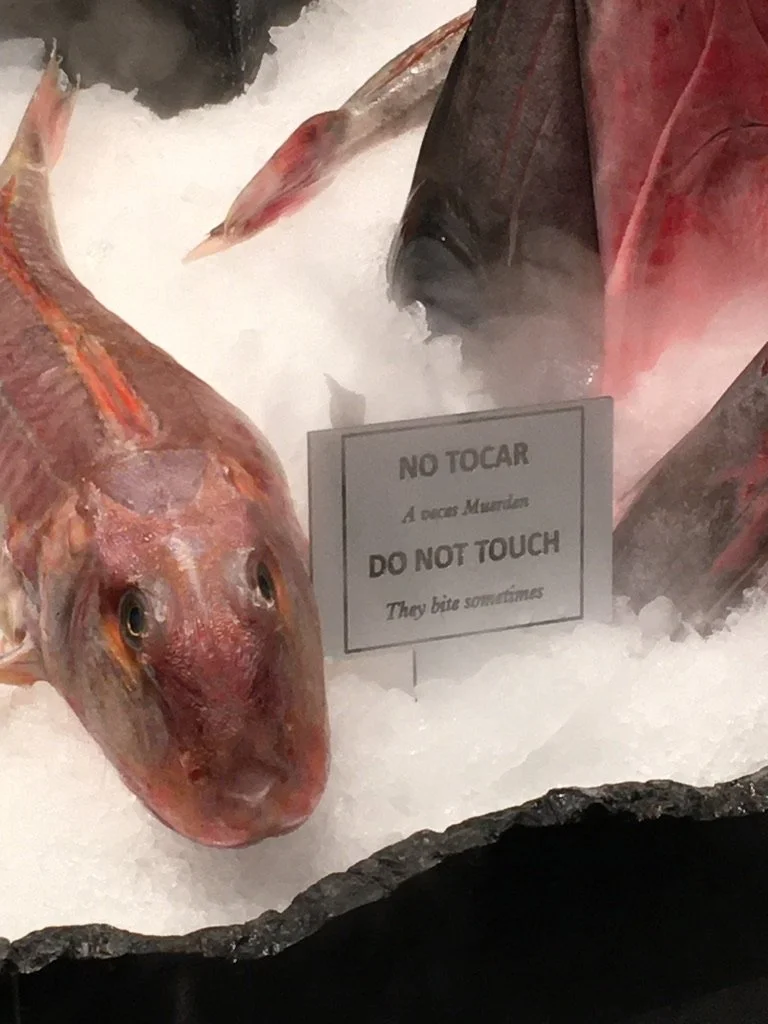 NO TOCAR
A veces Muerden
DO NOT TOUCH
They bite sometimes